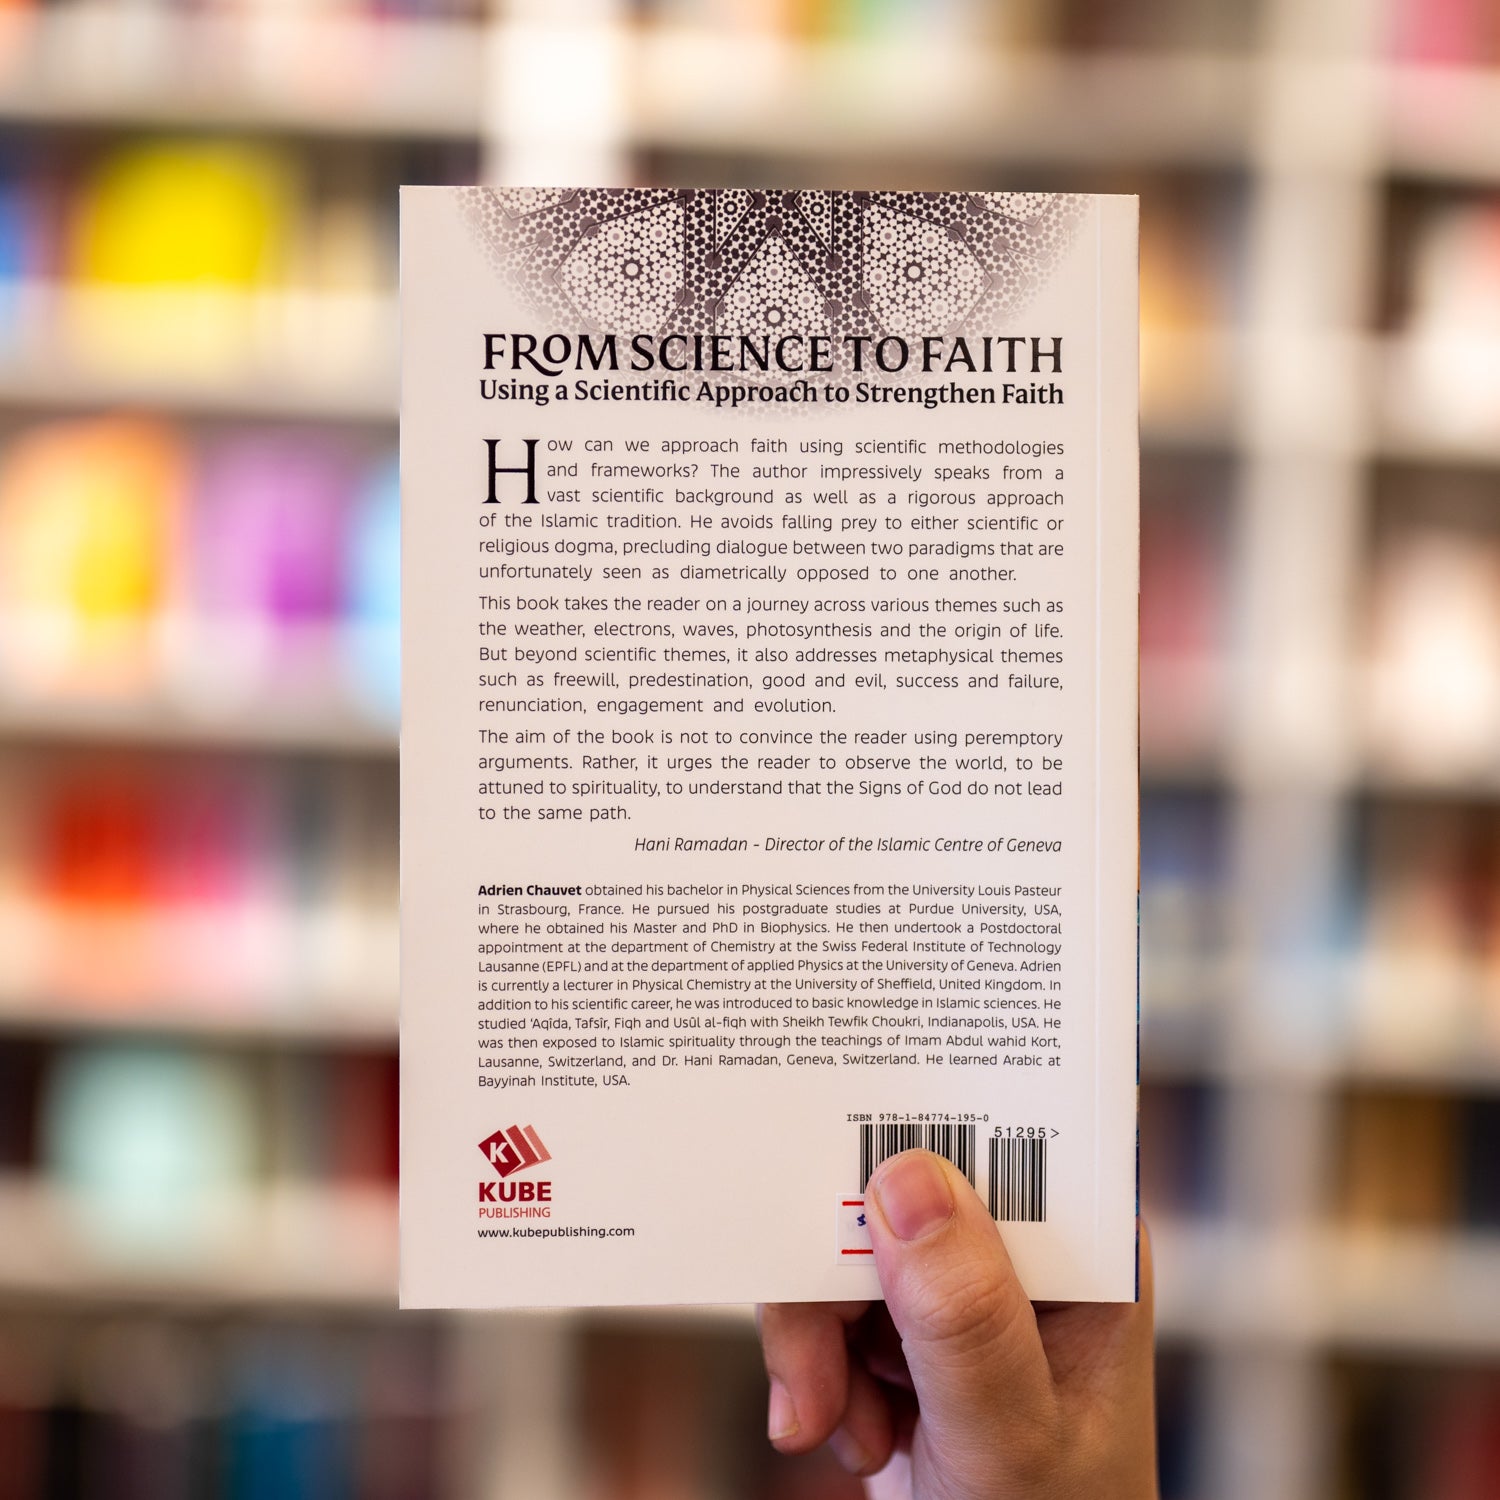 FROM SCIENCE TO FAITH
Using a Scientific Approach to Strengthen Faith
How can we approach faith using scientific methodologies
and frameworks? The author impressively speaks from a
vast scientific background as well as a rigorous approach
of the Islamic tradition. He avoids falling prey to either scientific or
religious dogma, precluding dialogue between two paradigms that are
unfortunately seen as diametrically opposed to one another.
This book takes the reader on a journey across various themes such as
the weather, electrons, waves, photosynthesis and the origin of life.
But beyond scientific themes, it also addresses metaphysical themes
such as freewill, predestination, good and evil, success and failure,
renunciation, engagement and evolution.
The aim of the book is not to convince the reader using peremptory
arguments. Rather, it urges the reader to observe the world, to be
attuned to spirituality, to understand that the Signs of God do not lead
to the same path.
Hani Ramadan - Director of the Islamic Centre of Geneva
Adrien Chauvet obtained his bachelor in Physical Sciences from the University Louis Pasteur
in Strasbourg, France. He pursued his postgraduate studies at Purdue University, USA,
where he obtained his Master and PhD in Biophysics. He then undertook a Postdoctoral
appointment at the department of Chemistry at the Swiss Federal Institute of Technology
Lausanne (EPFL) and at the department of applied Physics at the University of Geneva. Adrien
is currently a lecturer in Physical Chemistry at the University of Sheffield, United Kingdom. In
addition to his scientific career, he was introduced to basic knowledge in Islamic sciences. He
studied ‘Aqîda, Tafsîr, Fiqh and Usûl al-fiqh with Sheikh Tewfik Choukri, Indianapolis, USA. He
was then exposed to Islamic spirituality through the teachings of Imam Abdul wahid Kort,
Lausanne, Switzerland, and Dr. Hani Ramadan, Geneva, Switzerland. He learned Arabic at
Bayyinah Institute, USA.
ISBN 978-1-84774-195-0
51295>
K
KUBE
PUBLISHING
www.kubepublishing.com
$